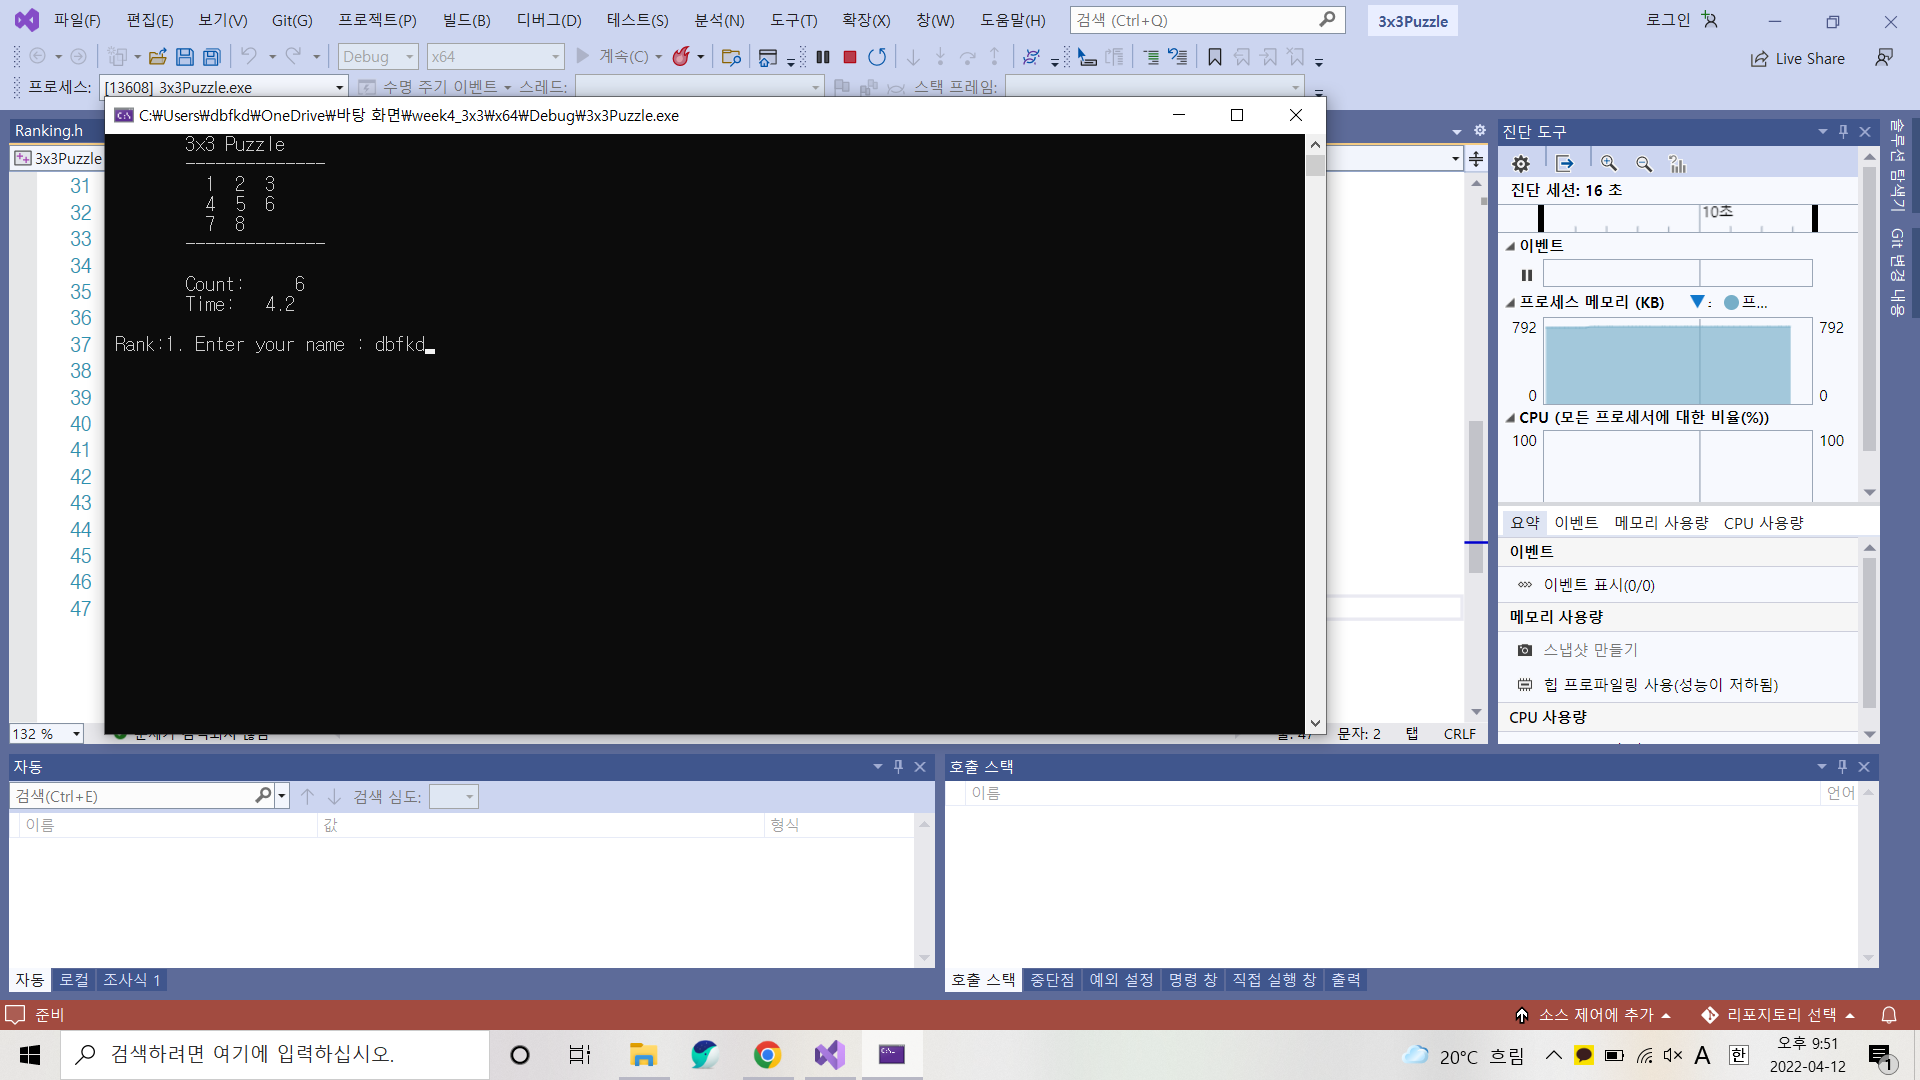 파일(F) 편집(E) 보기(V) Git(G) 프로젝트(P) 빌드(B) 디버그(D) 테스트(S) 분석(N) 도구(T) 확장(X) 창(W) 도움말(H) 검색 (Ctrl+Q) 3x3Puzzle 로그인
Debug x64 계속(C) Live Share
프로세스: [13608] 3x3Puzzle.exe 수명 주기 이벤트 스레드: 스택 프레임:
C:\Users\dbfkd\OneDrive\바탕 화면\week4_3x3\x64\Debug\3x3Puzzle.exe
Ranking.h
3x3Puzzle
31
32
33
34
35
36
37
38
39
40
41
42
43
44
45
46
47
3x3 Puzzle
--------------
1 2 3
4 5 6
7 8
--------------
Count: 6
Time: 4.2
Rank:1. Enter your name : dbfkd
132 %
줄: 47 문자: 2 탭 CRLF
진단 도구
진단 세션: 16 초
10초
이벤트
프로세스 메모리 (KB) : 프...
792 792
0 0
CPU (모든 프로세서에 대한 비율(%))
100 100
요약 이벤트 메모리 사용량 CPU 사용량
이벤트
이벤트 표시(0/0)
메모리 사용량
스냅샷 만들기
힙 프로파일링 사용(성능이 저하됨)
CPU 사용량
솔루션 탐색기
Git 변경 내용
자동
검색(Ctrl+E) 검색 심도:
이름 값 형식
자동 로컬 조사식 1
호출 스택
이름 언어
호출 스택 중단점 예외 설정 명령 창 직접 실행 창 출력
준비 소스 제어에 추가 리포지토리 선택
검색하려면 여기에 입력하십시오.
20°C 흐림 A 한
오후 9:51
2022-04-12
1